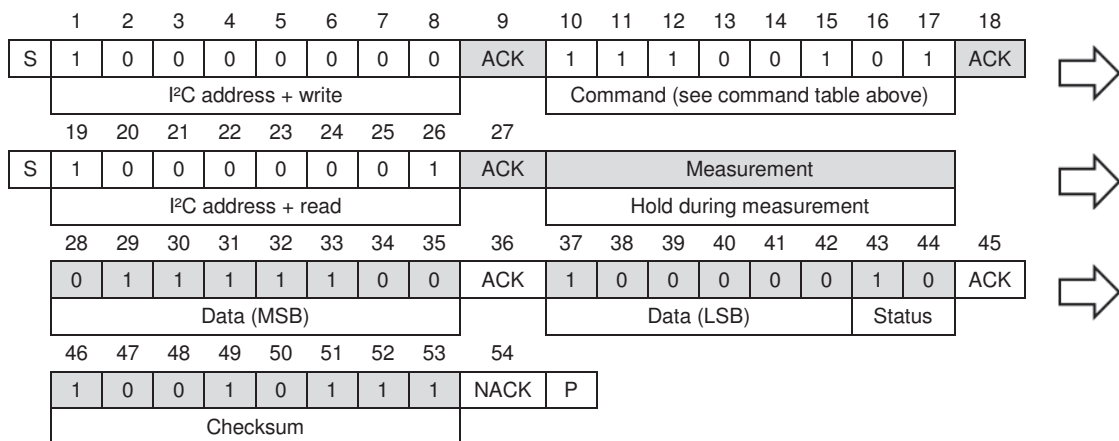 1 2 3 4 5 6 7 8 9 10 11 12 13 14 15 16 17 18
S 1 0 0 0 0 0 0 0 ACK 1 1 1 0 0 1 0 1 ACK
I²C address + write Command (see command table above)
19 20 21 22 23 24 25 26 27
S 1 0 0 0 0 0 0 1 ACK Measurement
I²C address + read Hold during measurement
28 29 30 31 32 33 34 35 36 37 38 39 40 41 42 43 44 45
0 1 1 1 1 1 0 0 ACK 1 0 0 0 0 0 1 0 ACK
Data (MSB) Data (LSB) Status
46 47 48 49 50 51 52 53 54
1 0 0 1 0 1 1 1 NACK P
Checksum